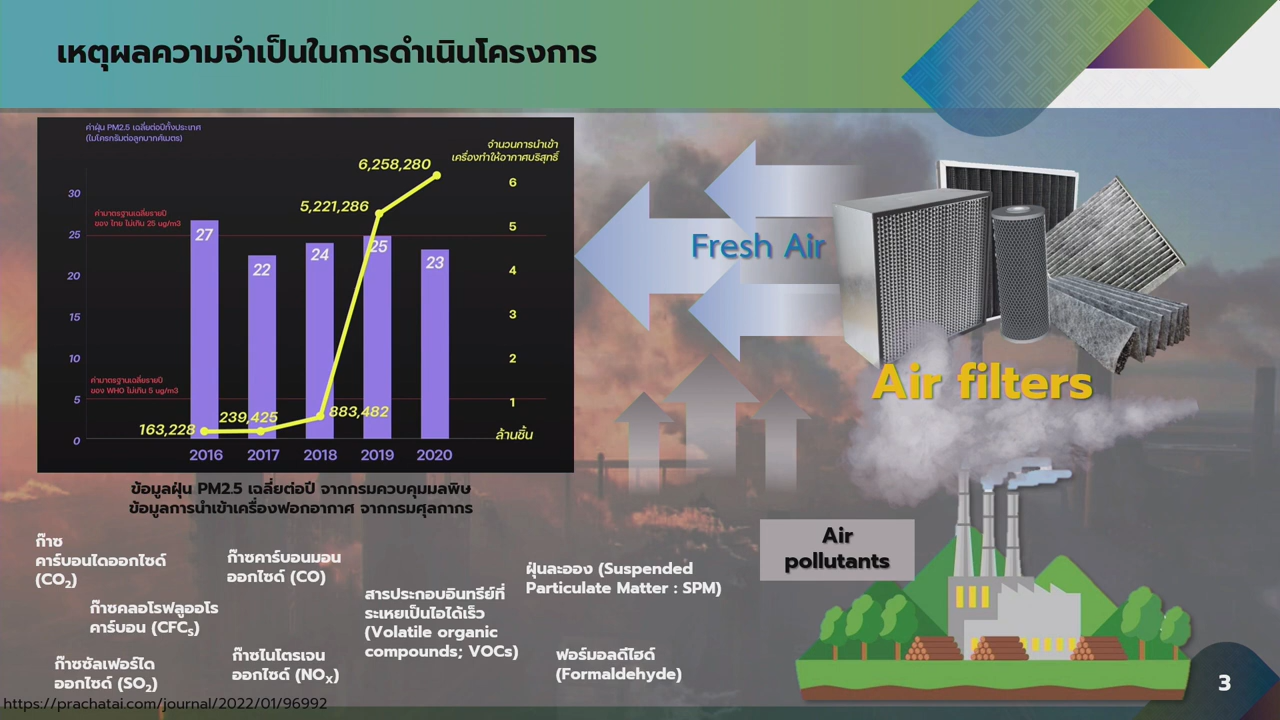 เหตุผลความจำเป็นในการดำเนินโครงการ
ค่าฝุ่น PM2.5 เฉลี่ยต่อปีทั้งประเทศ
(ไมโครกรัมต่อลูกบาศก์เมตร)
จำนวนการนำเข้า
เครื่องทำให้อากาศบริสุทธิ์
6,258,280
6
30
5,221,286
ค่ามาตรฐานเฉลี่ยรายปี
ของ ไทย ไม่เกิน 25 ug/m3
5
25
27
22
24
25
23
20
4
15
3
10
2
ค่ามาตรฐานเฉลี่ยรายปี
ของ WHO ไม่เกิน 5 ug/m3
5
1
163,228
239,425
883,482
0
ล้านชิ้น
2016 2017 2018 2019 2020
Fresh Air
Air filters
ข้อมูลฝุ่น PM2.5 เฉลี่ยต่อปี จากกรมควบคุมมลพิษ
ข้อมูลการนำเข้าเครื่องฟอกอากาศ จากกรมศุลกากร
Air
pollutants
ก๊าซ
คาร์บอนไดออกไซด์
(CO₂)
ก๊าซคาร์บอนมอน
ออกไซด์ (CO)
ฝุ่นละออง (Suspended
Particulate Matter : SPM)
ก๊าซคลอโรฟลูออโร
คาร์บอน (CFCs)
สารประกอบอินทรีย์ที่
ระเหยเป็นไอได้เร็ว
(Volatile organic
compounds; VOCs)
ก๊าซซัลเฟอร์ได
ออกไซด์ (SO₂)
ก๊าซไนโตรเจน
ออกไซด์ (NOX)
ฟอร์มอลดีไฮด์
(Formaldehyde)
https://prachatai.com/journal/2022/01/96992
3